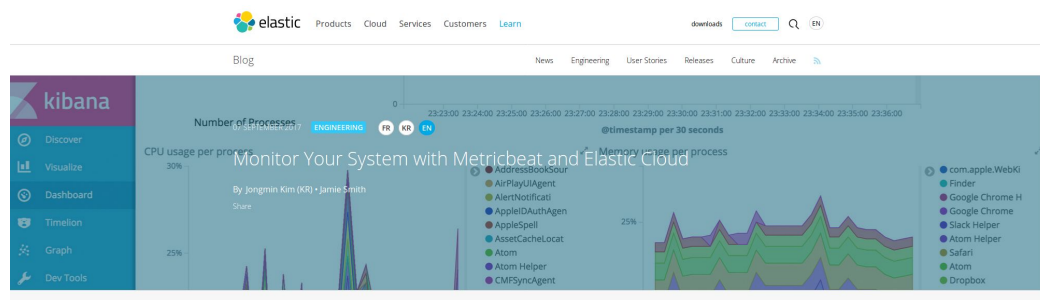 elastic Products Cloud Services Customers Learn downloads contact EN
Blog News Engineering User Stories Releases Culture Archive
kibana
Discover
Visualize
Dashboard
Timelion
Graph
Dev Tools
0
23:23:00 23:24:00 23:25:00 23:26:00 23:27:00 23:28:00 23:29:00 23:30:00 23:31:00 23:32:00 23:33:00 23:34:00 23:35:00 23:36:00
@timestamp per 30 seconds
Number of Processes
07 SEPTEMBER 2017 ENGINEERING FR KR EN
CPU usage per process
Memory usage per process
Monitor Your System with Metricbeat and Elastic Cloud
By Jongmin Kim (KR) • Jamie Smith
Share
30%
25%
AddressBookSour
AirPlayUIAgent
AlertNotificati
AppleIDAuthAgen
AppleSpell
AssetCacheLocat
Atom
Atom Helper
CMFSyncAgent
25%
com.apple.WebKi
Finder
Google Chrome H
Google Chrome
Slack Helper
Atom Helper
Safari
Atom
Dropbox